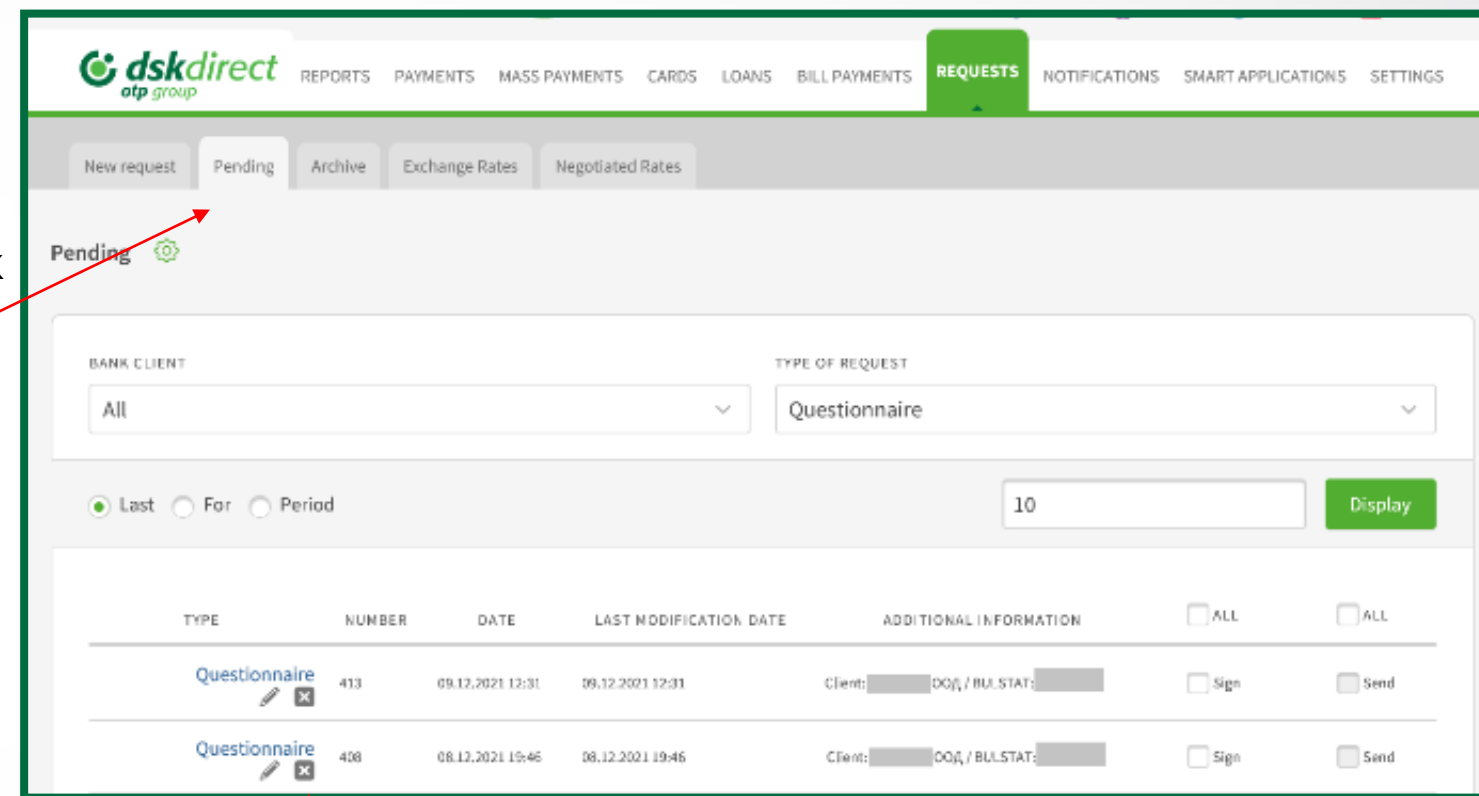 dskdirect
otp group
REPORTS PAYMENTS MASS PAYMENTS CARDS LOANS BILL PAYMENTS REQUESTS NOTIFICATIONS SMART APPLICATIONS SETTINGS
New request Pending Archive Exchange Rates Negotiated Rates
Pending
BANK CLIENT TYPE OF REQUEST
All Questionnaire
Last For Period 10 Display
TYPE NUMBER DATE LAST MODIFICATION DATE ADDITIONAL INFORMATION ALL ALL
Questionnaire 413 09.12.2021 12:31 09.12.2021 12:31 Client: ООД / BULSTAT: Sign Send
Questionnaire 408 08.12.2021 19:46 08.12.2021 19:46 Client: ООД / BULSTAT: Sign Send